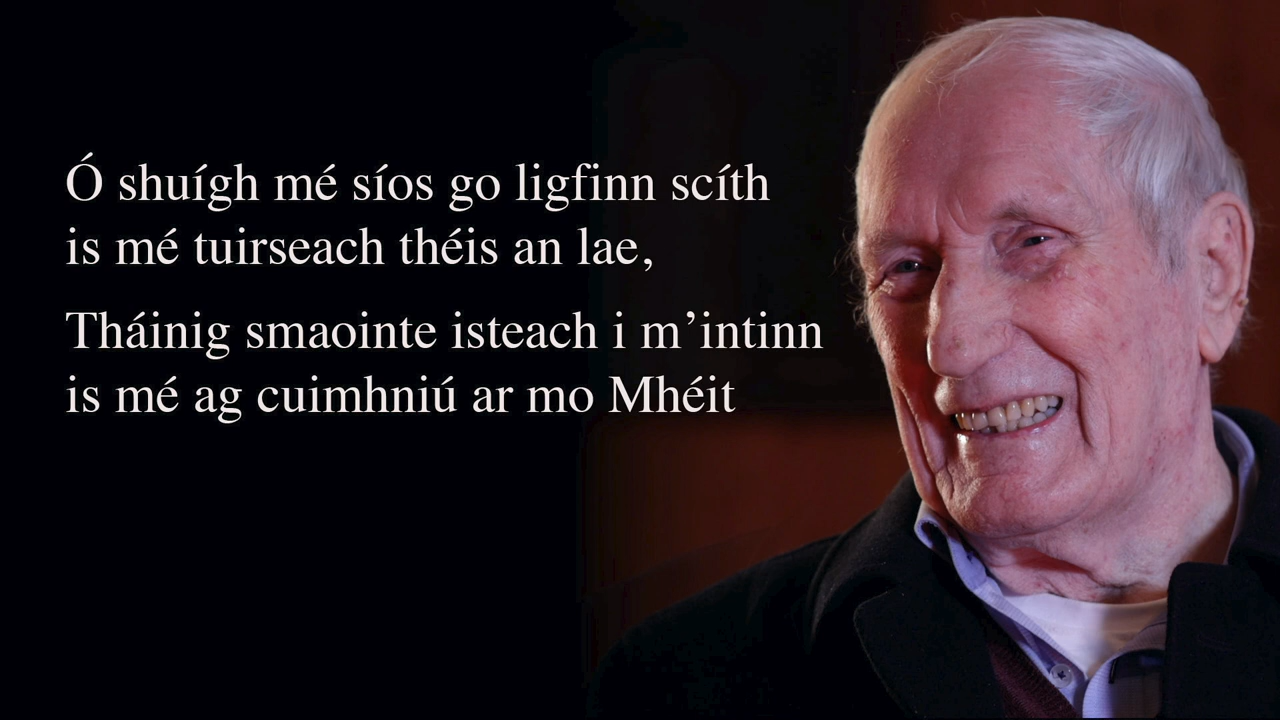 Ó shuígh mé síos go ligfinn scíth
is mé tuirseach théis an lae,
Tháinig smaointe isteach i m’intinn
is mé ag cuimhniú ar mo Mhéit